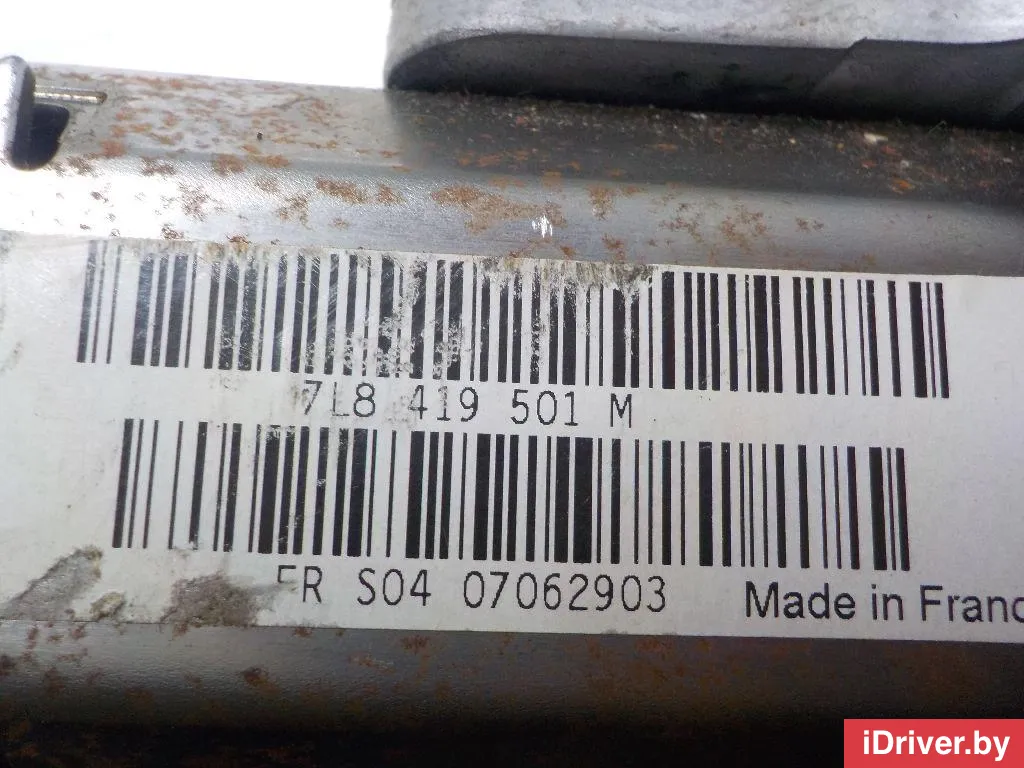 7L8 419 501 M
FR S04 07062903
Made in Franc
iDriver.by